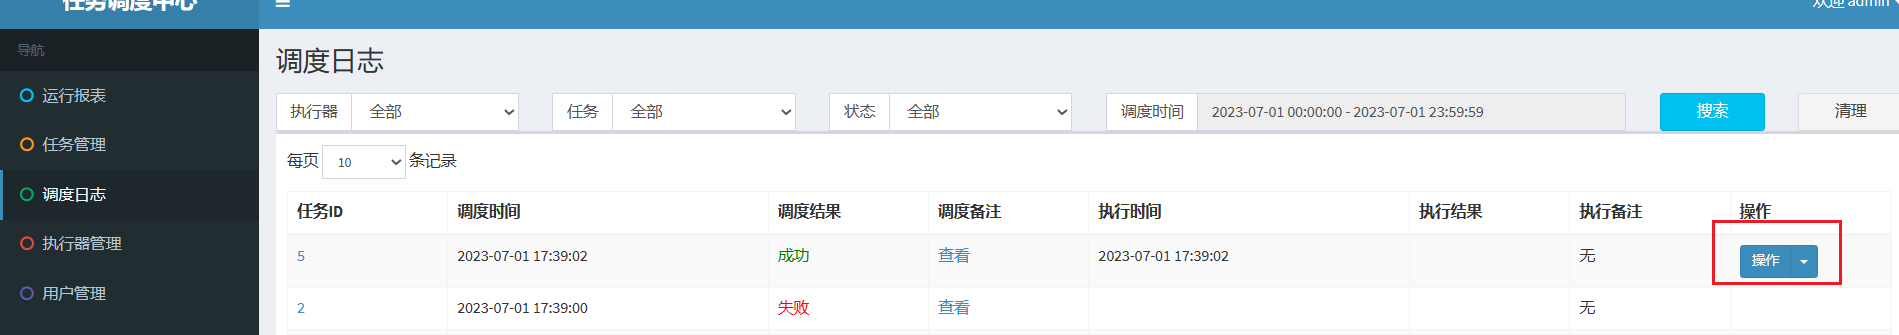 任务调度中心
欢迎 admin
导航
运行报表
任务管理
调度日志
执行器管理
用户管理
调度日志
执行器 全部 任务 全部 状态 全部 调度时间 2023-07-01 00:00:00 - 2023-07-01 23:59:59 搜索 清理
每页 10 条记录
任务ID 调度时间 调度结果 调度备注 执行时间 执行结果 执行备注 操作
5 2023-07-01 17:39:02 成功 查看 2023-07-01 17:39:02 无 操作
2 2023-07-01 17:39:00 失败 查看 无